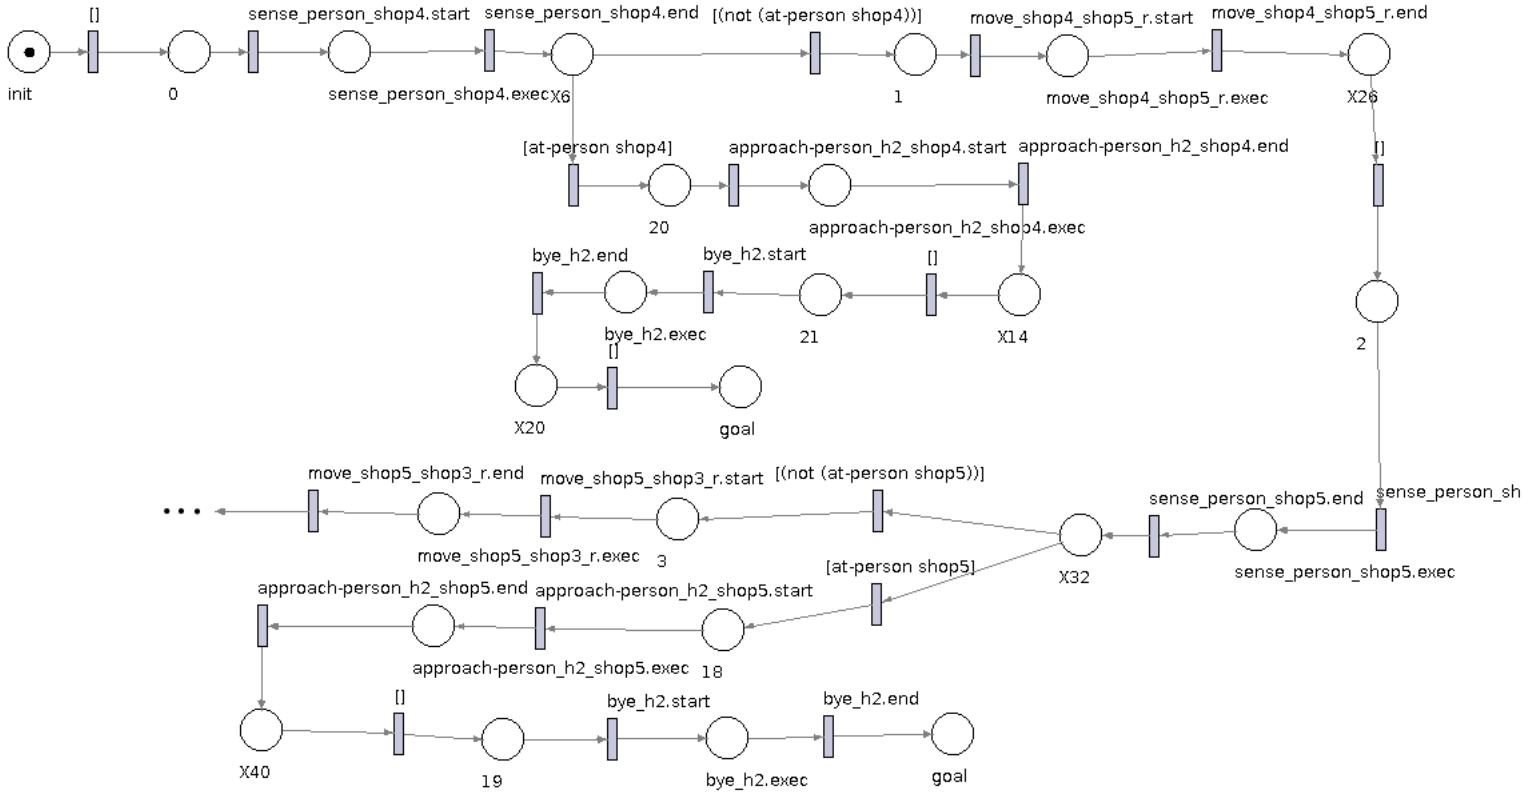 []
sense_person_shop4.start
sense_person_shop4.end
[(not (at-person shop4))]
move_shop4_shop5_r.start
move_shop4_shop5_r.end
init
0
sense_person_shop4.exec
X6
1
move_shop4_shop5_r.exec
X26
[at-person shop4]
approach-person_h2_shop4.start
approach-person_h2_shop4.end
[]
20
approach-person_h2_shop4.exec
bye_h2.end
bye_h2.start
[]
bye_h2.exec
21
X14
2
[]
X20
goal
move_shop5_shop3_r.end
move_shop5_shop3_r.start
[(not (at-person shop5))]
sense_person_shop5.end
sense_person_sh
move_shop5_shop3_r.exec
3
[at-person shop5]
X32
sense_person_shop5.exec
approach-person_h2_shop5.end
approach-person_h2_shop5.start
approach-person_h2_shop5.exec
18
[]
bye_h2.start
bye_h2.end
X40
19
bye_h2.exec
goal